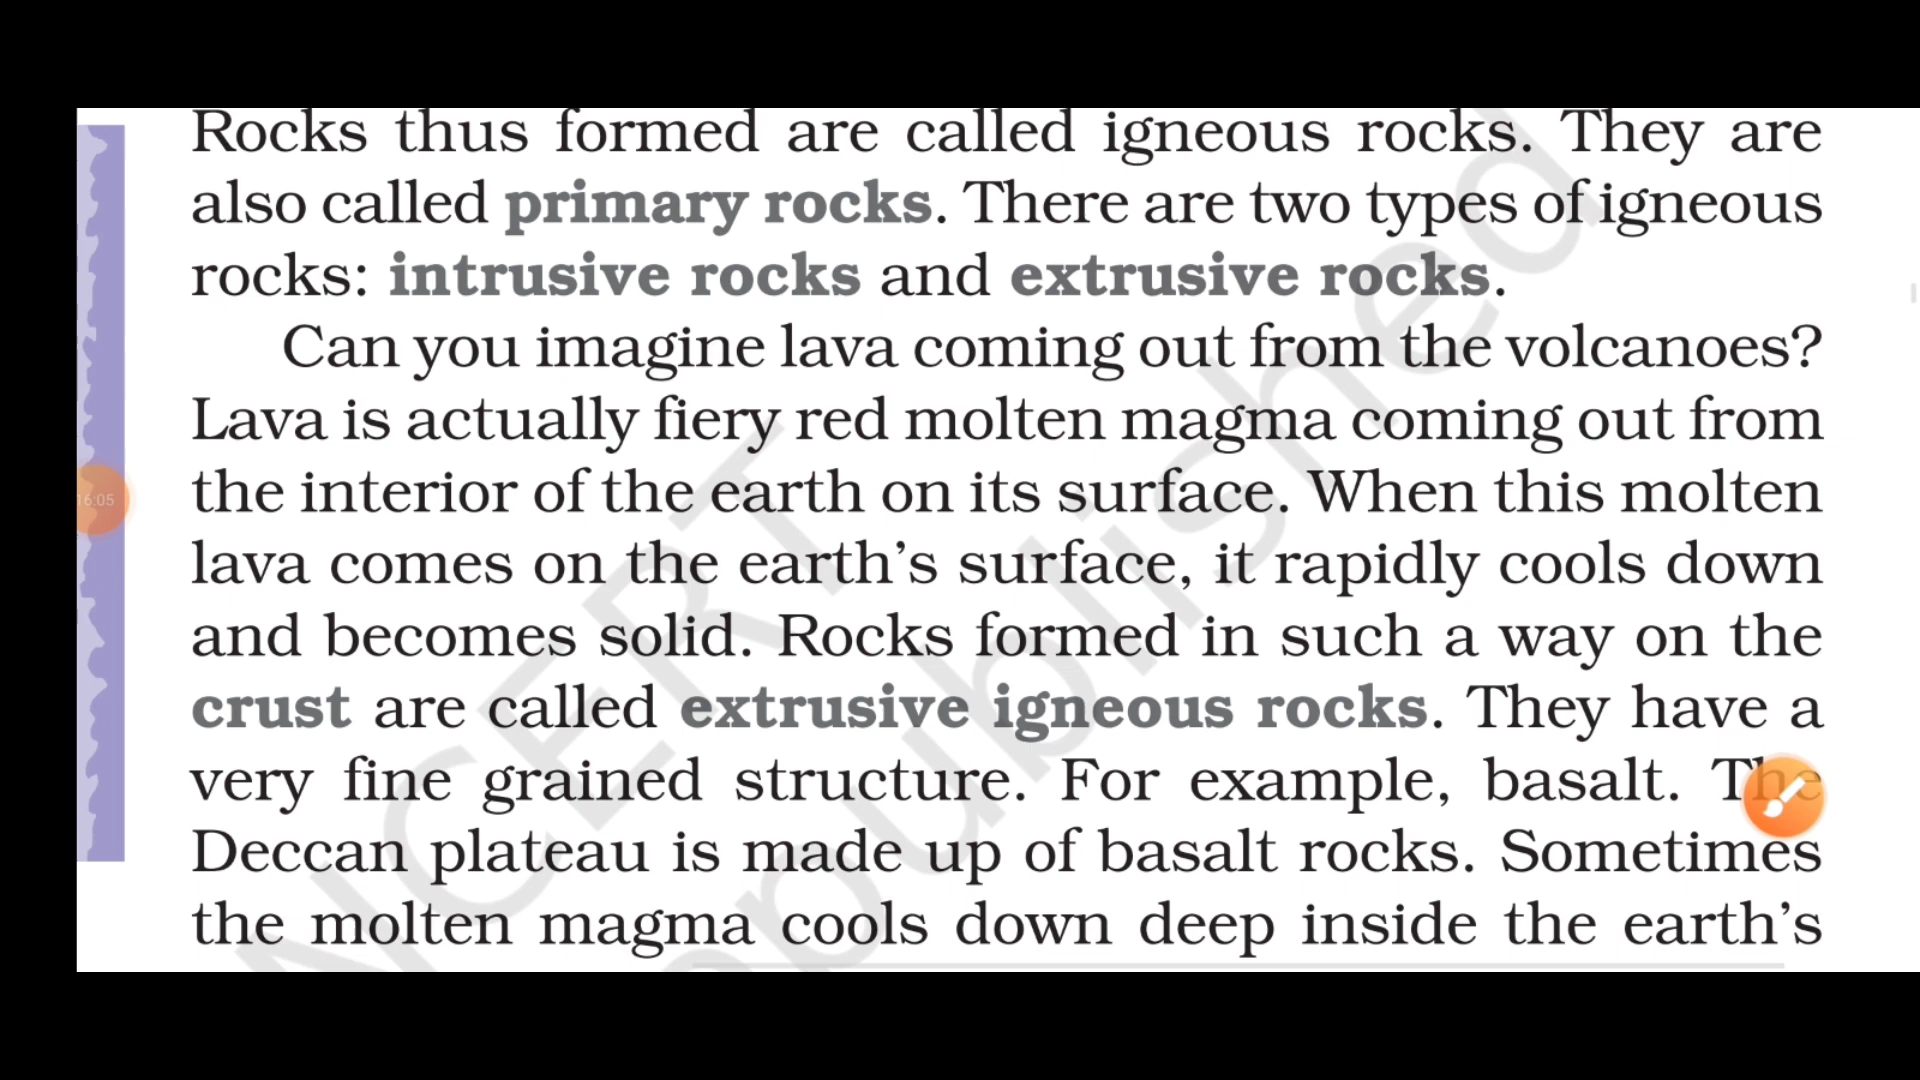 Rocks thus formed are called igneous rocks. They are
also called primary rocks. There are two types of igneous
rocks: intrusive rocks and extrusive rocks.
Can you imagine lava coming out from the volcanoes?
Lava is actually fiery red molten magma coming out from
the interior of the earth on its surface. When this molten
16:05
lava comes on the earth’s surface, it rapidly cools down
and becomes solid. Rocks formed in such a way on the
crust are called extrusive igneous rocks. They have a
very fine grained structure. For example, basalt. The
Deccan plateau is made up of basalt rocks. Sometimes
the molten magma cools down deep inside the earth’s
NCERT
published